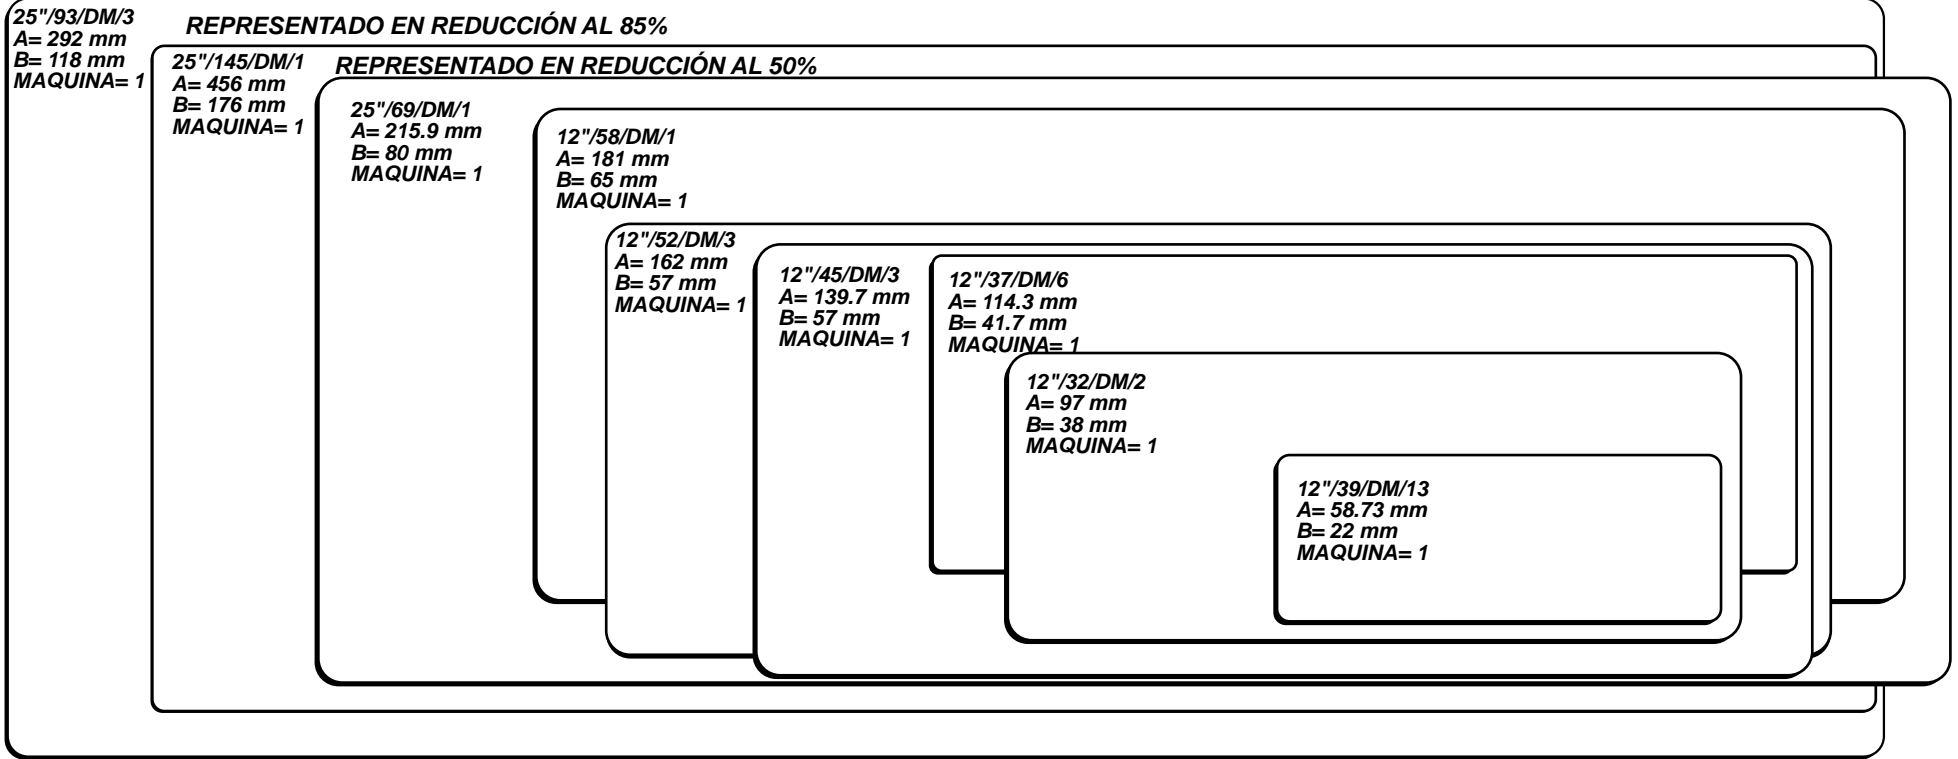 25"/93/DM/3
A= 292 mm
B= 118 mm
MAQUINA= 1
REPRESENTADO EN REDUCCIÓN AL 85%
25"/145/DM/1
A= 456 mm
B= 176 mm
MAQUINA= 1
REPRESENTADO EN REDUCCIÓN AL 50%
25"/69/DM/1
A= 215.9 mm
B= 80 mm
MAQUINA= 1
12"/58/DM/1
A= 181 mm
B= 65 mm
MAQUINA= 1
12"/52/DM/3
A= 162 mm
B= 57 mm
MAQUINA= 1
12"/45/DM/3
A= 139.7 mm
B= 57 mm
MAQUINA= 1
12"/37/DM/6
A= 114.3 mm
B= 41.7 mm
MAQUINA= 1
12"/32/DM/2
A= 97 mm
B= 38 mm
MAQUINA= 1
12"/39/DM/13
A= 58.73 mm
B= 22 mm
MAQUINA= 1